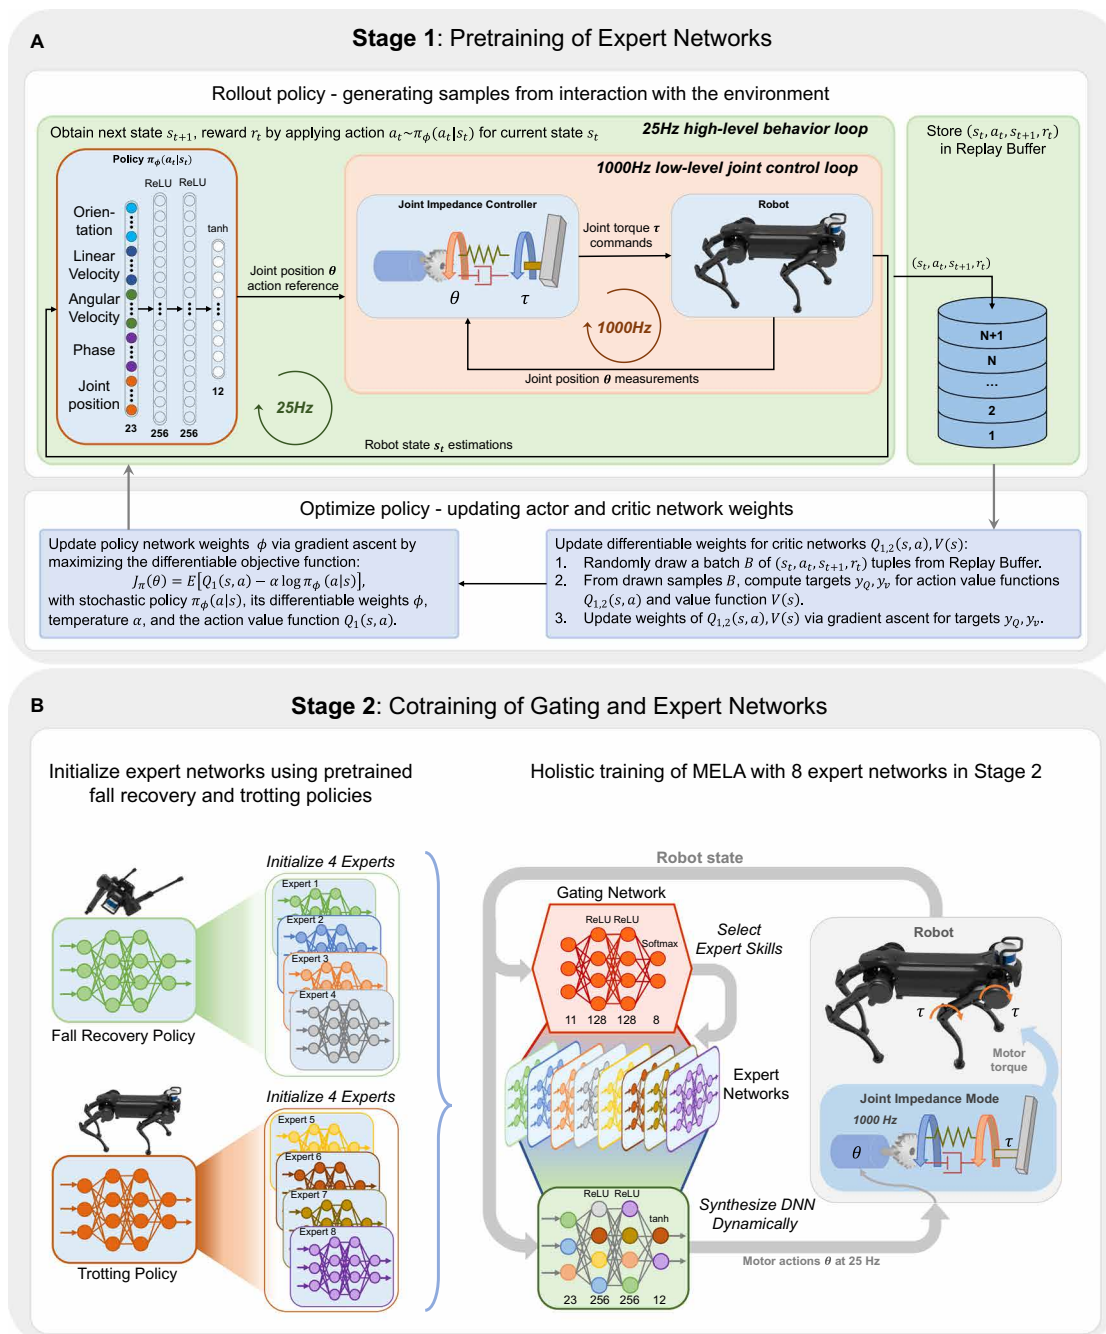 A
Stage 1: Pretraining of Expert Networks
Rollout policy - generating samples from interaction with the environment
Obtain next state s_{t+1}, reward r_t by applying action a_t~π_ϕ(a_t|s_t) for current state s_t
25Hz high-level behavior loop
Policy π_ϕ(a_t|s_t)
ReLU ReLU
tanh
Orien-
tation
Linear
Velocity
Angular
Velocity
Phase
Joint
position
23
256
256
12
Joint position θ
action reference
25Hz
1000Hz low-level joint control loop
Joint Impedance Controller
θ
τ
Joint torque τ
commands
Robot
1000Hz
Joint position θ measurements
Robot state s_t estimations
Store (s_t, a_t, s_{t+1}, r_t)
in Replay Buffer
(s_t, a_t, s_{t+1}, r_t)
N+1
N
...
2
1
Optimize policy - updating actor and critic network weights
Update policy network weights ϕ via gradient ascent by
maximizing the differentiable objective function:
J_π(θ) = E[Q_1(s, a) − α log π_ϕ (a|s)],
with stochastic policy π_ϕ(a|s), its differentiable weights ϕ,
temperature α, and the action value function Q_1(s, a).
Update differentiable weights for critic networks Q_{1,2}(s, a), V(s):
1. Randomly draw a batch B of (s_t, a_t, s_{t+1}, r_t) tuples from Replay Buffer.
2. From drawn samples B, compute targets y_Q, y_v for action value functions
Q_{1,2}(s, a) and value function V(s).
3. Update weights of Q_{1,2}(s, a), V(s) via gradient ascent for targets y_Q, y_v.
B
Stage 2: Cotraining of Gating and Expert Networks
Initialize expert networks using pretrained
fall recovery and trotting policies
Initialize 4 Experts
Expert 1
Expert 2
Expert 3
Expert 4
Fall Recovery Policy
Initialize 4 Experts
Expert 5
Expert 6
Expert 7
Expert 8
Trotting Policy
Holistic training of MELA with 8 expert networks in Stage 2
Robot state
Gating Network
ReLU ReLU
Softmax
11 128 128 8
Select
Expert Skills
Expert
Networks
ReLU ReLU
tanh
23 256 256 12
Synthesize DNN
Dynamically
Motor actions θ at 25 Hz
Robot
τ
τ
Motor
torque
Joint Impedance Mode
1000 Hz
θ
τ